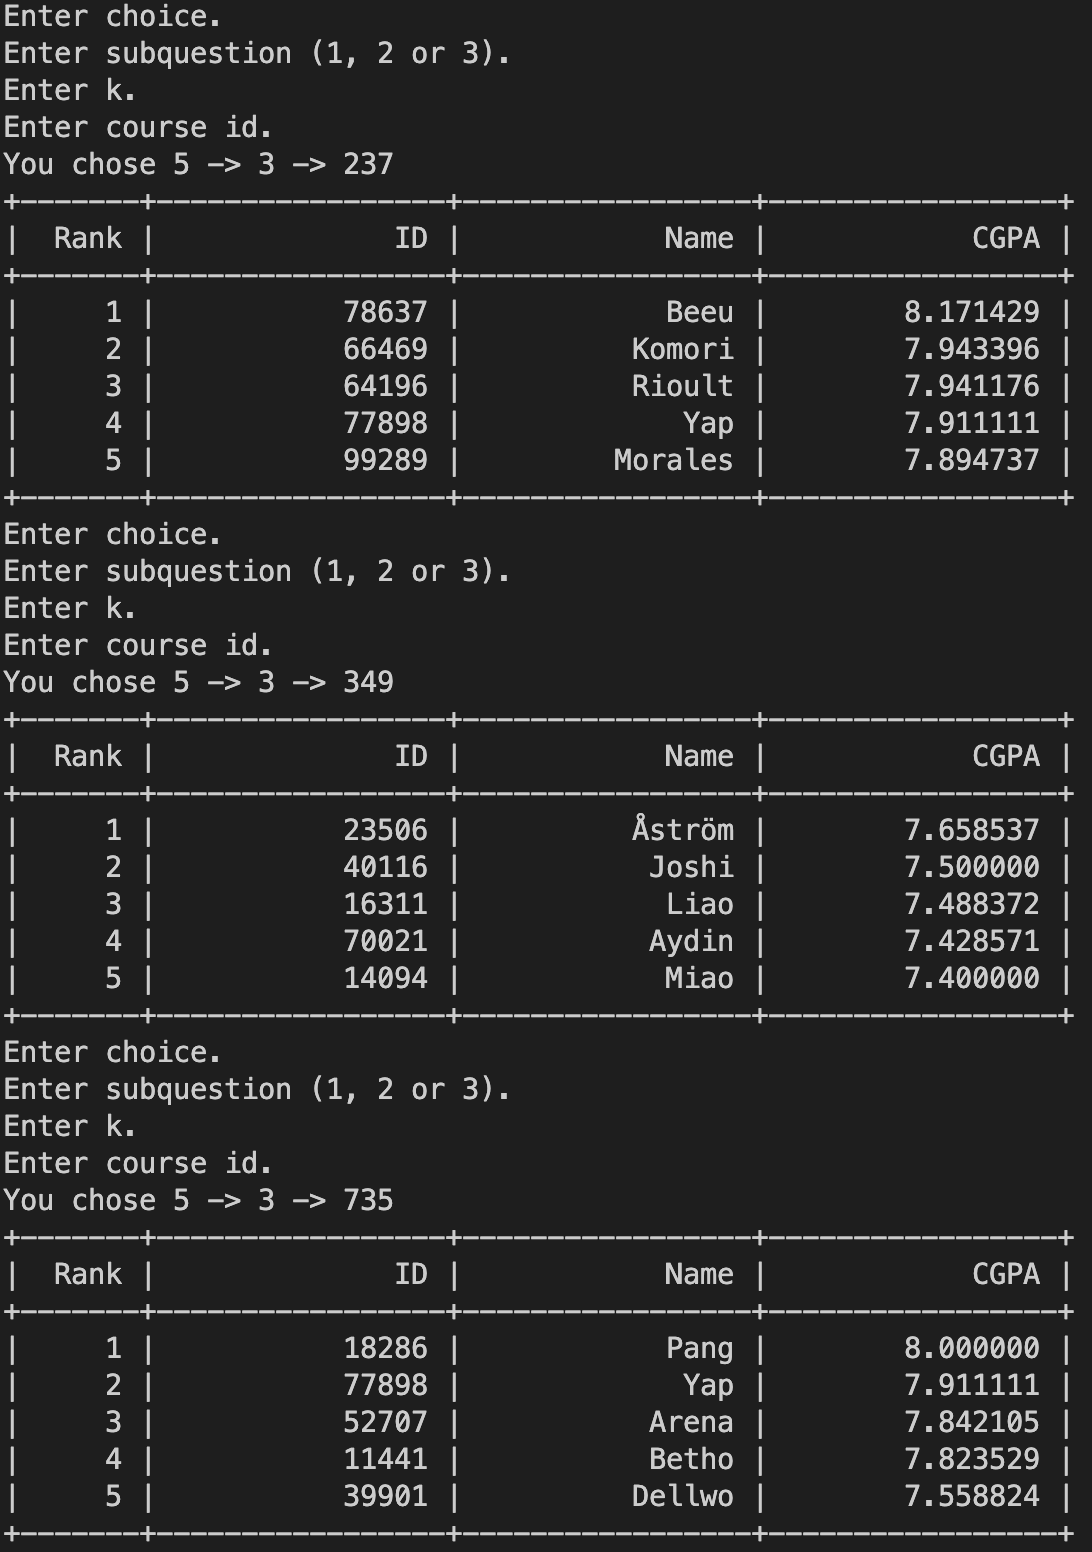 Enter choice.
Enter subquestion (1, 2 or 3).
Enter k.
Enter course id.
You chose 5 -> 3 -> 237
+-------+-----------------+-----------------+-----------------+
|  Rank |              ID |            Name |            CGPA |
+-------+-----------------+-----------------+-----------------+
|     1 |           78637 |            Beeu |        8.171429 |
|     2 |           66469 |          Komori |        7.943396 |
|     3 |           64196 |          Rioult |        7.941176 |
|     4 |           77898 |             Yap |        7.911111 |
|     5 |           99289 |         Morales |        7.894737 |
+-------+-----------------+-----------------+-----------------+
Enter choice.
Enter subquestion (1, 2 or 3).
Enter k.
Enter course id.
You chose 5 -> 3 -> 349
+-------+-----------------+-----------------+-----------------+
|  Rank |              ID |            Name |            CGPA |
+-------+-----------------+-----------------+-----------------+
|     1 |           23506 |          Åström |        7.658537 |
|     2 |           40116 |           Joshi |        7.500000 |
|     3 |           16311 |            Liao |        7.488372 |
|     4 |           70021 |           Aydin |        7.428571 |
|     5 |           14094 |            Miao |        7.400000 |
+-------+-----------------+-----------------+-----------------+
Enter choice.
Enter subquestion (1, 2 or 3).
Enter k.
Enter course id.
You chose 5 -> 3 -> 735
+-------+-----------------+-----------------+-----------------+
|  Rank |              ID |            Name |            CGPA |
+-------+-----------------+-----------------+-----------------+
|     1 |           18286 |            Pang |        8.000000 |
|     2 |           77898 |             Yap |        7.911111 |
|     3 |           52707 |           Arena |        7.842105 |
|     4 |           11441 |           Betho |        7.823529 |
|     5 |           39901 |          Dellwo |        7.558824 |
+-------+-----------------+-----------------+-----------------+